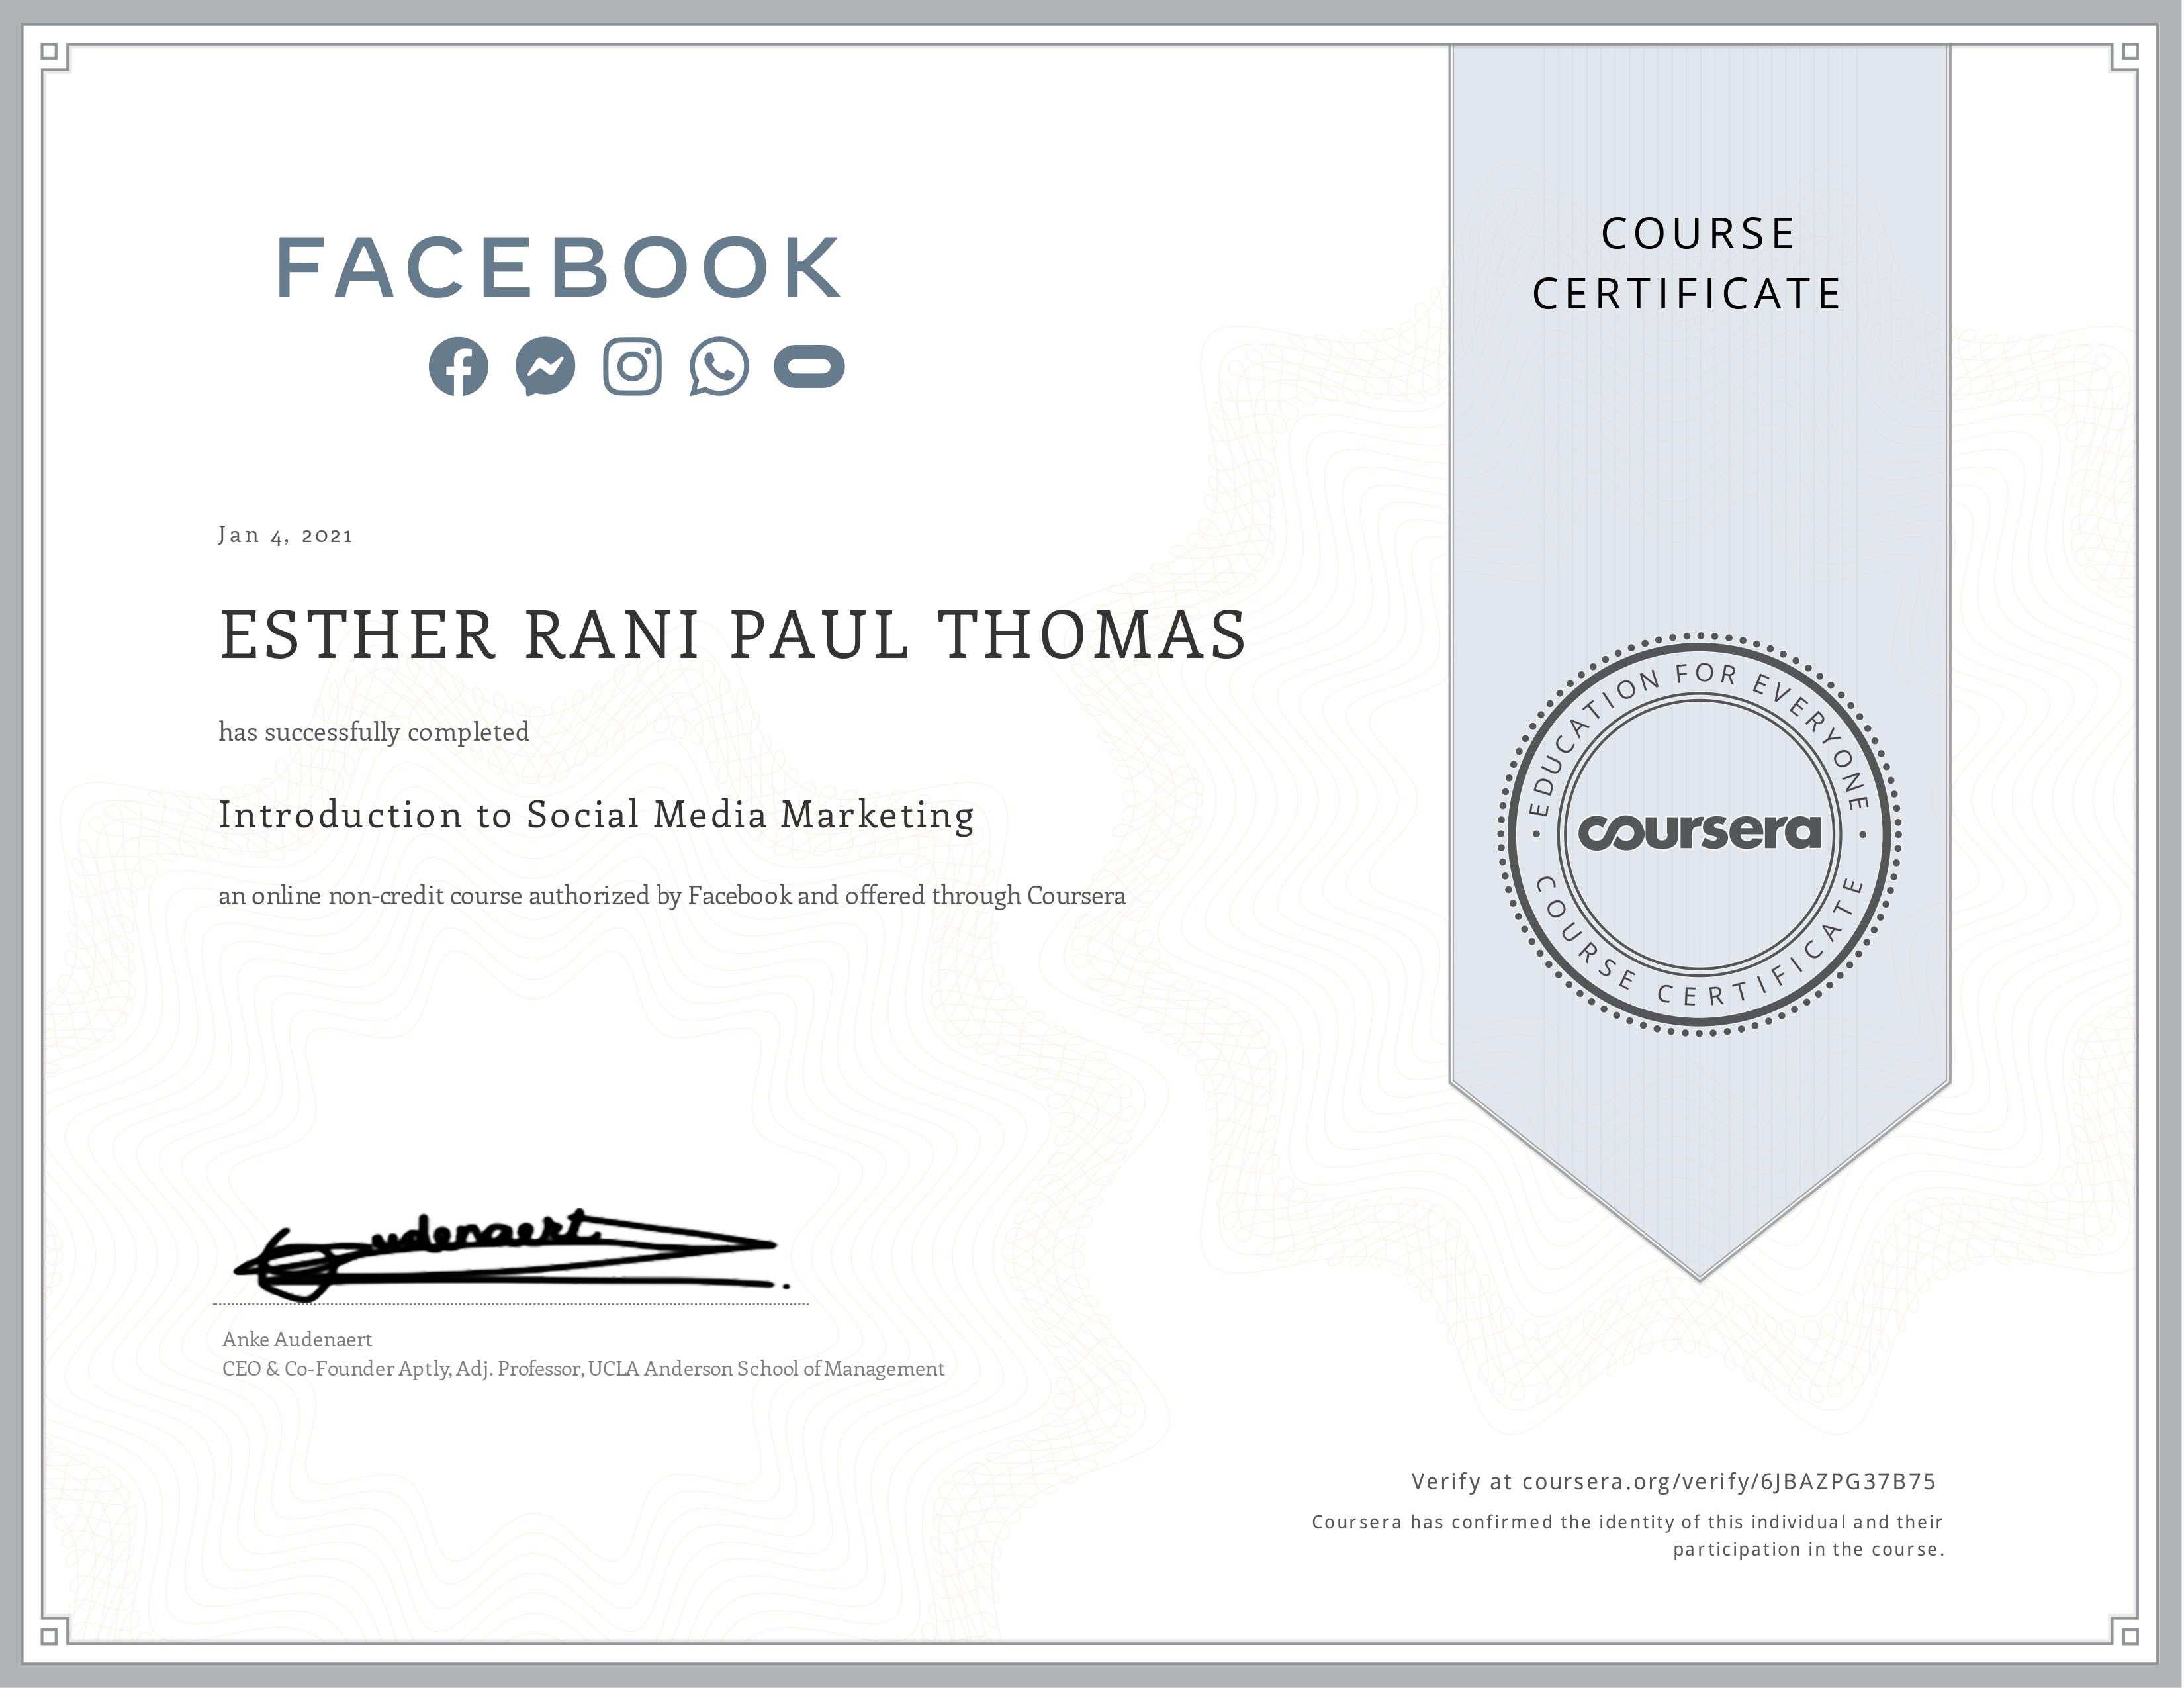 FACEBOOK
Jan 4, 2021
ESTHER RANI PAUL THOMAS
has successfully completed
Introduction to Social Media Marketing
an online non-credit course authorized by Facebook and offered through Coursera
udenaert
Anke Audenaert
CEO & Co-Founder Aptly, Adj. Professor, UCLA Anderson School of Management
COURSE
CERTIFICATE
EDUCATION FOR EVERYONE
coursera
COURSE CERTIFICATE
Verify at coursera.org/verify/6JBAZPG37B75
Coursera has confirmed the identity of this individual and their
participation in the course.